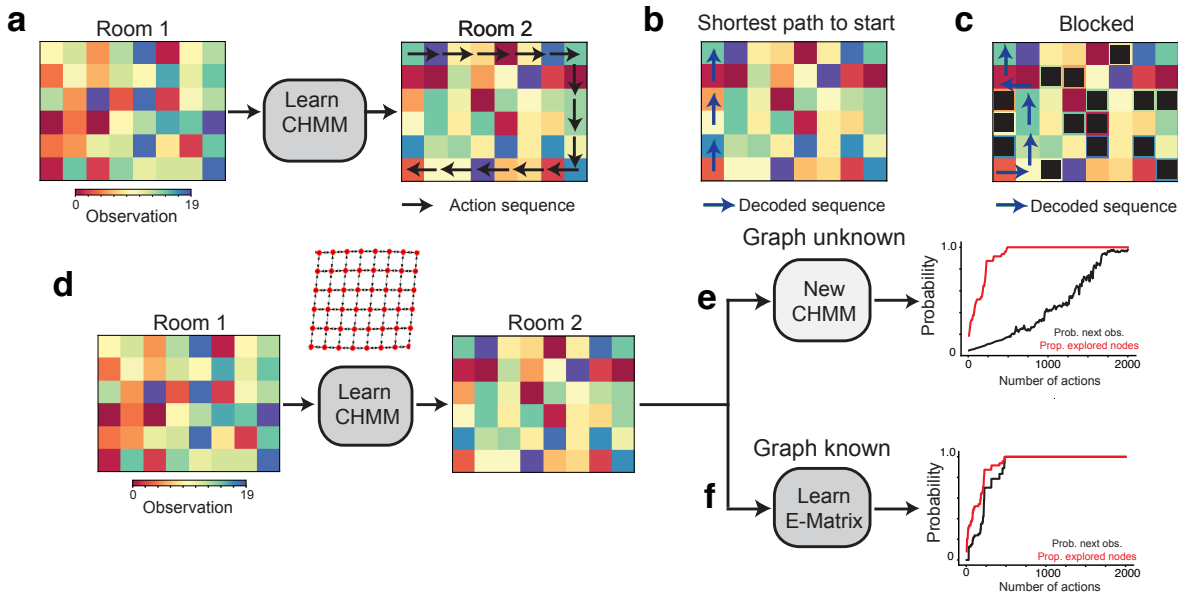 a
Room 1
Learn
CHMM
Room 2
0
19
Observation
Action sequence
b
Shortest path to start
Decoded sequence
c
Blocked
Decoded sequence
d
Room 1
0
19
Observation
Learn
CHMM
Room 2
e
Graph unknown
New
CHMM
Probability
1.0
0
Prob. next obs.
Prop. explored nodes
0
1000
2000
Number of actions
f
Graph known
Learn
E-Matrix
Probability
1.0
0
Prob. next obs.
Prop. explored nodes
0
1000
2000
Number of actions